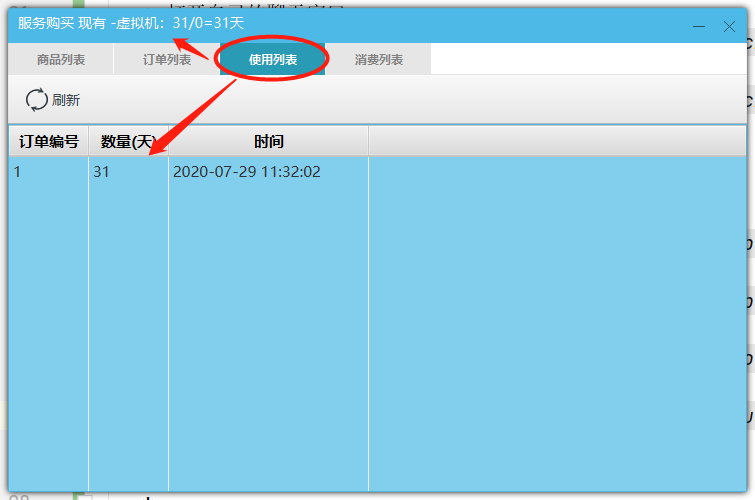 服务购买 现有 -虚拟机：31/0=31天
商品列表 订单列表 使用列表 消费列表
刷新
订单编号 数量(天) 时间
1 31 2020-07-29 11:32:02